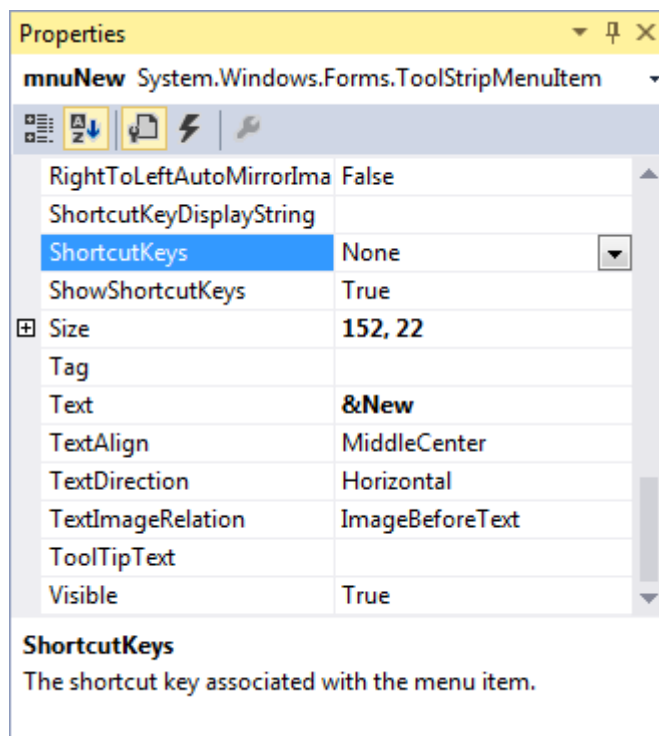 Properties
mnuNew System.Windows.Forms.ToolStripMenuItem
RightToLeftAutoMirrorIma False
ShortcutKeyDisplayString
ShortcutKeys None
ShowShortcutKeys True
Size 152, 22
Tag
Text &New
TextAlign MiddleCenter
TextDirection Horizontal
TextImageRelation ImageBeforeText
ToolTipText
Visible True
ShortcutKeys
The shortcut key associated with the menu item.